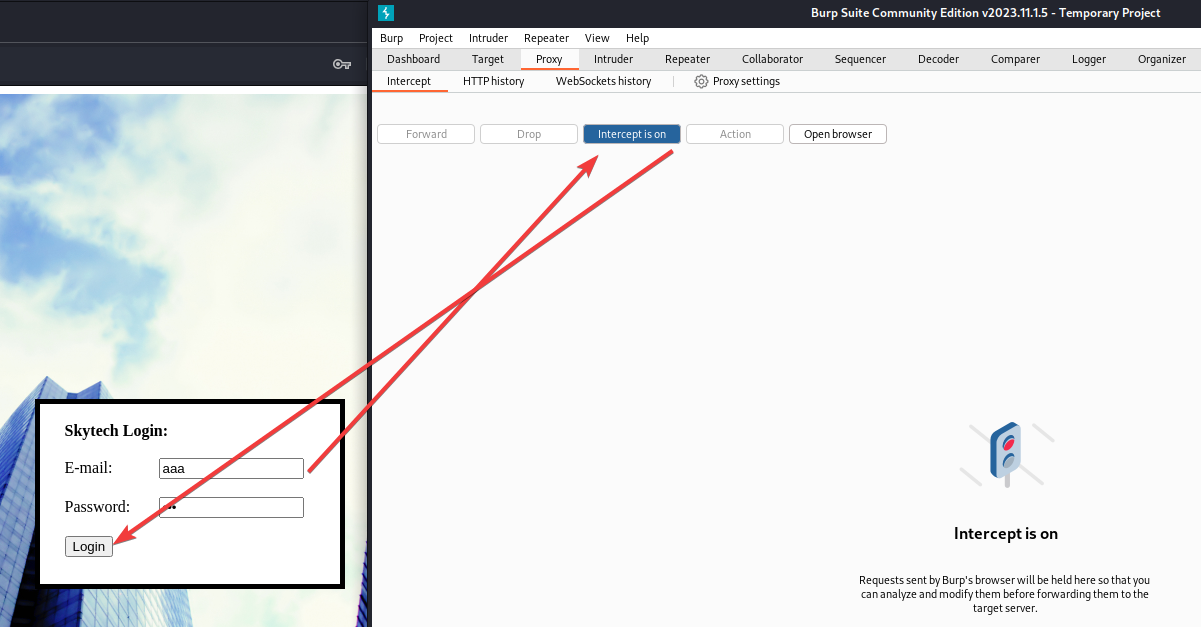 Burp Suite Community Edition v2023.11.1.5 - Temporary Project
Burp Project Intruder Repeater View Help
Dashboard Target Proxy Intruder Repeater Collaborator Sequencer Decoder Comparer Logger Organizer
Intercept HTTP history WebSockets history Proxy settings
Forward Drop Intercept is on Action Open browser
Skytech Login:
E-mail: aaa
Password:
Login
Intercept is on
Requests sent by Burp's browser will be held here so that you
can analyze and modify them before forwarding them to the
target server.